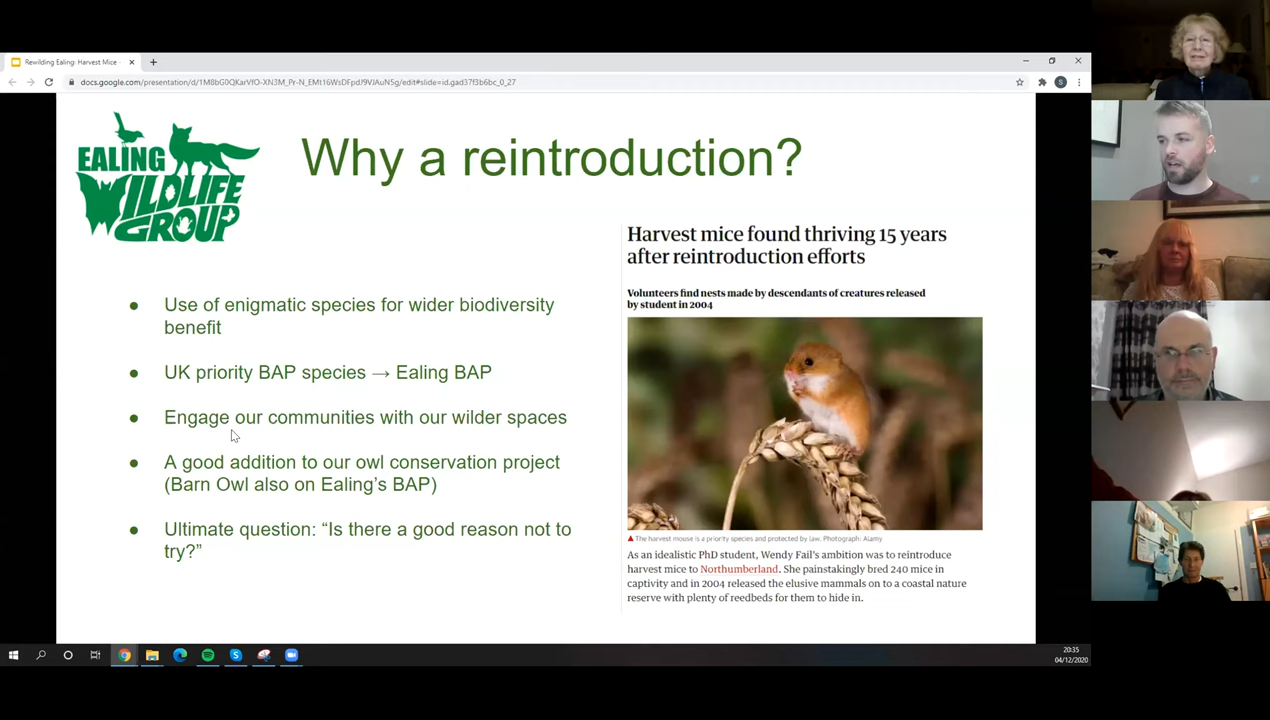 Rewilding Ealing: Harvest Mice
docs.google.com/presentation/d/1M8bG0QKarVfO-XN3M_Pr-N_EMt16WsDFpdJ9VJAuN5g/edit#slide=id.gad37f3b6bc_0_27
S
EALING
WILDLIFE
GROUP
Why a reintroduction?
● Use of enigmatic species for wider biodiversity
benefit
● UK priority BAP species → Ealing BAP
● Engage our communities with our wilder spaces
● A good addition to our owl conservation project
(Barn Owl also on Ealing’s BAP)
● Ultimate question: “Is there a good reason not to
try?”
Harvest mice found thriving 15 years
after reintroduction efforts
Volunteers find nests made by descendants of creatures released
by student in 2004
▲ The harvest mouse is a priority species and protected by law. Photograph: Alamy
As an idealistic PhD student, Wendy Fail’s ambition was to reintroduce
harvest mice to Northumberland. She painstakingly bred 240 mice in
captivity and in 2004 released the elusive mammals on to a coastal nature
reserve with plenty of reedbeds for them to hide in.
20:35
04/12/2020